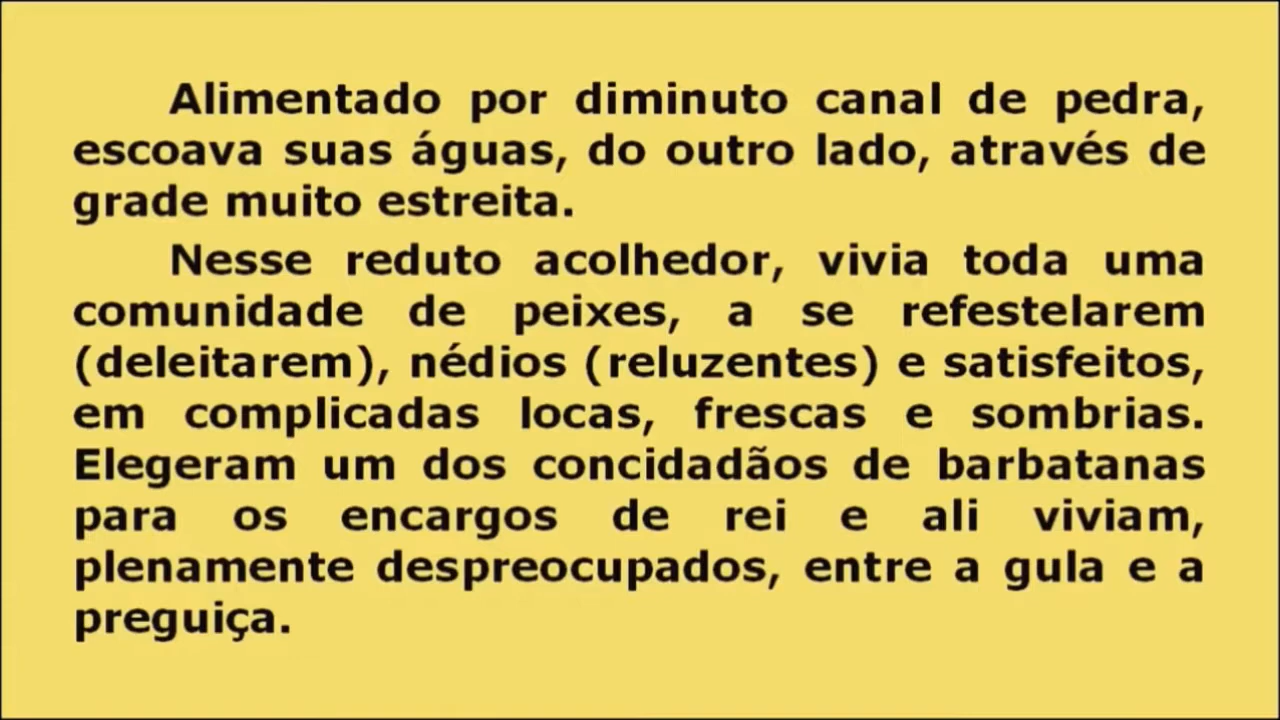 Alimentado por diminuto canal de pedra,
escoava suas águas, do outro lado, através de
grade muito estreita.
Nesse reduto acolhedor, vivia toda uma
comunidade de peixes, a se refestelarem
(deleitarem), nédios (reluzentes) e satisfeitos,
em complicadas locas, frescas e sombrias.
Elegeram um dos concidadãos de barbatanas
para os encargos de rei e ali viviam,
plenamente despreocupados, entre a gula e a
preguiça.